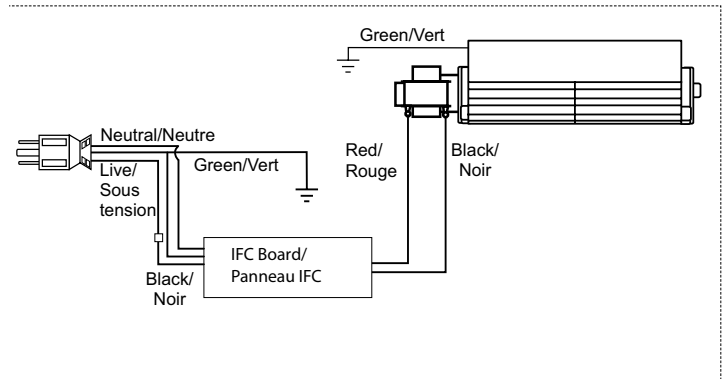 Green/Vert
Neutral/Neutre
Green/Vert
Live/
Sous
tension
Red/
Rouge
Black/
Noir
IFC Board/
Panneau IFC
Black/
Noir